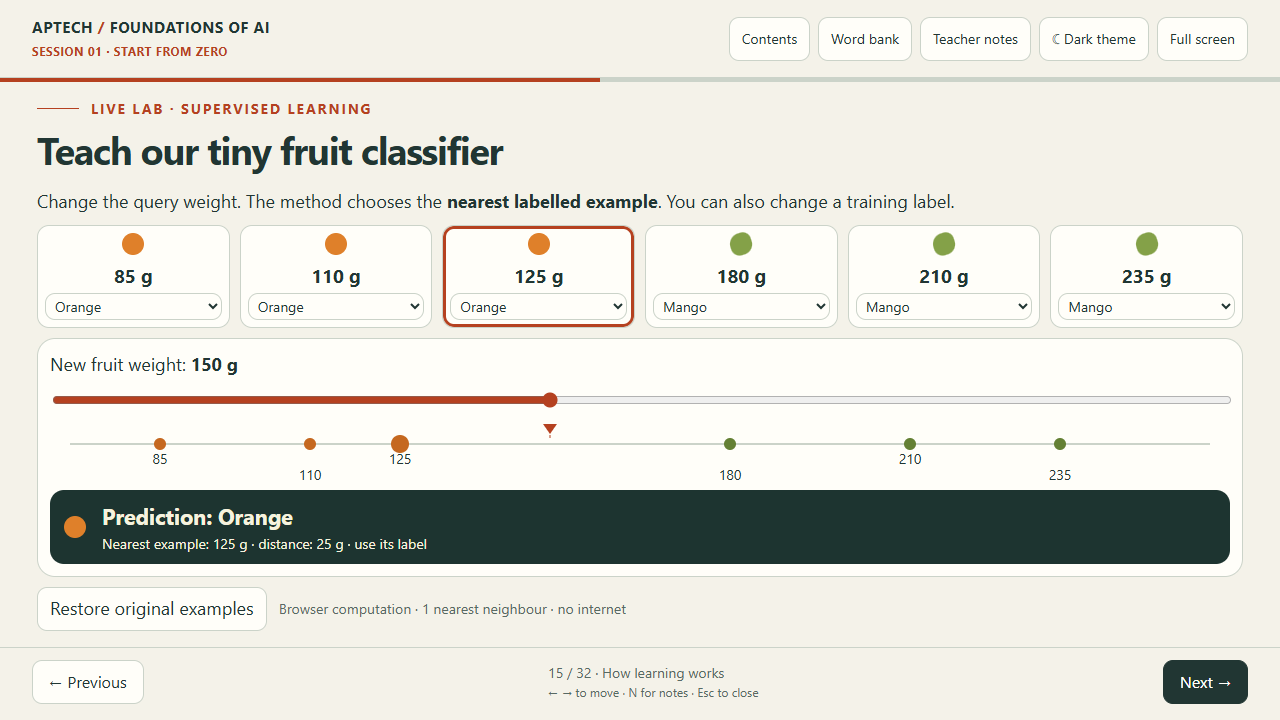 APTECH / FOUNDATIONS OF AI
SESSION 01 · START FROM ZERO
Contents
Word bank
Teacher notes
☾ Dark theme
Full screen
LIVE LAB · SUPERVISED LEARNING
Teach our tiny fruit classifier
Change the query weight. The method chooses the nearest labelled example. You can also change a training label.
85 g
Orange
110 g
Orange
125 g
Orange
180 g
Mango
210 g
Mango
235 g
Mango
New fruit weight: 150 g
85
110
125
180
210
235
Prediction: Orange
Nearest example: 125 g · distance: 25 g · use its label
Restore original examples
Browser computation · 1 nearest neighbour · no internet
← Previous
15 / 32 · How learning works
← → to move · N for notes · Esc to close
Next →